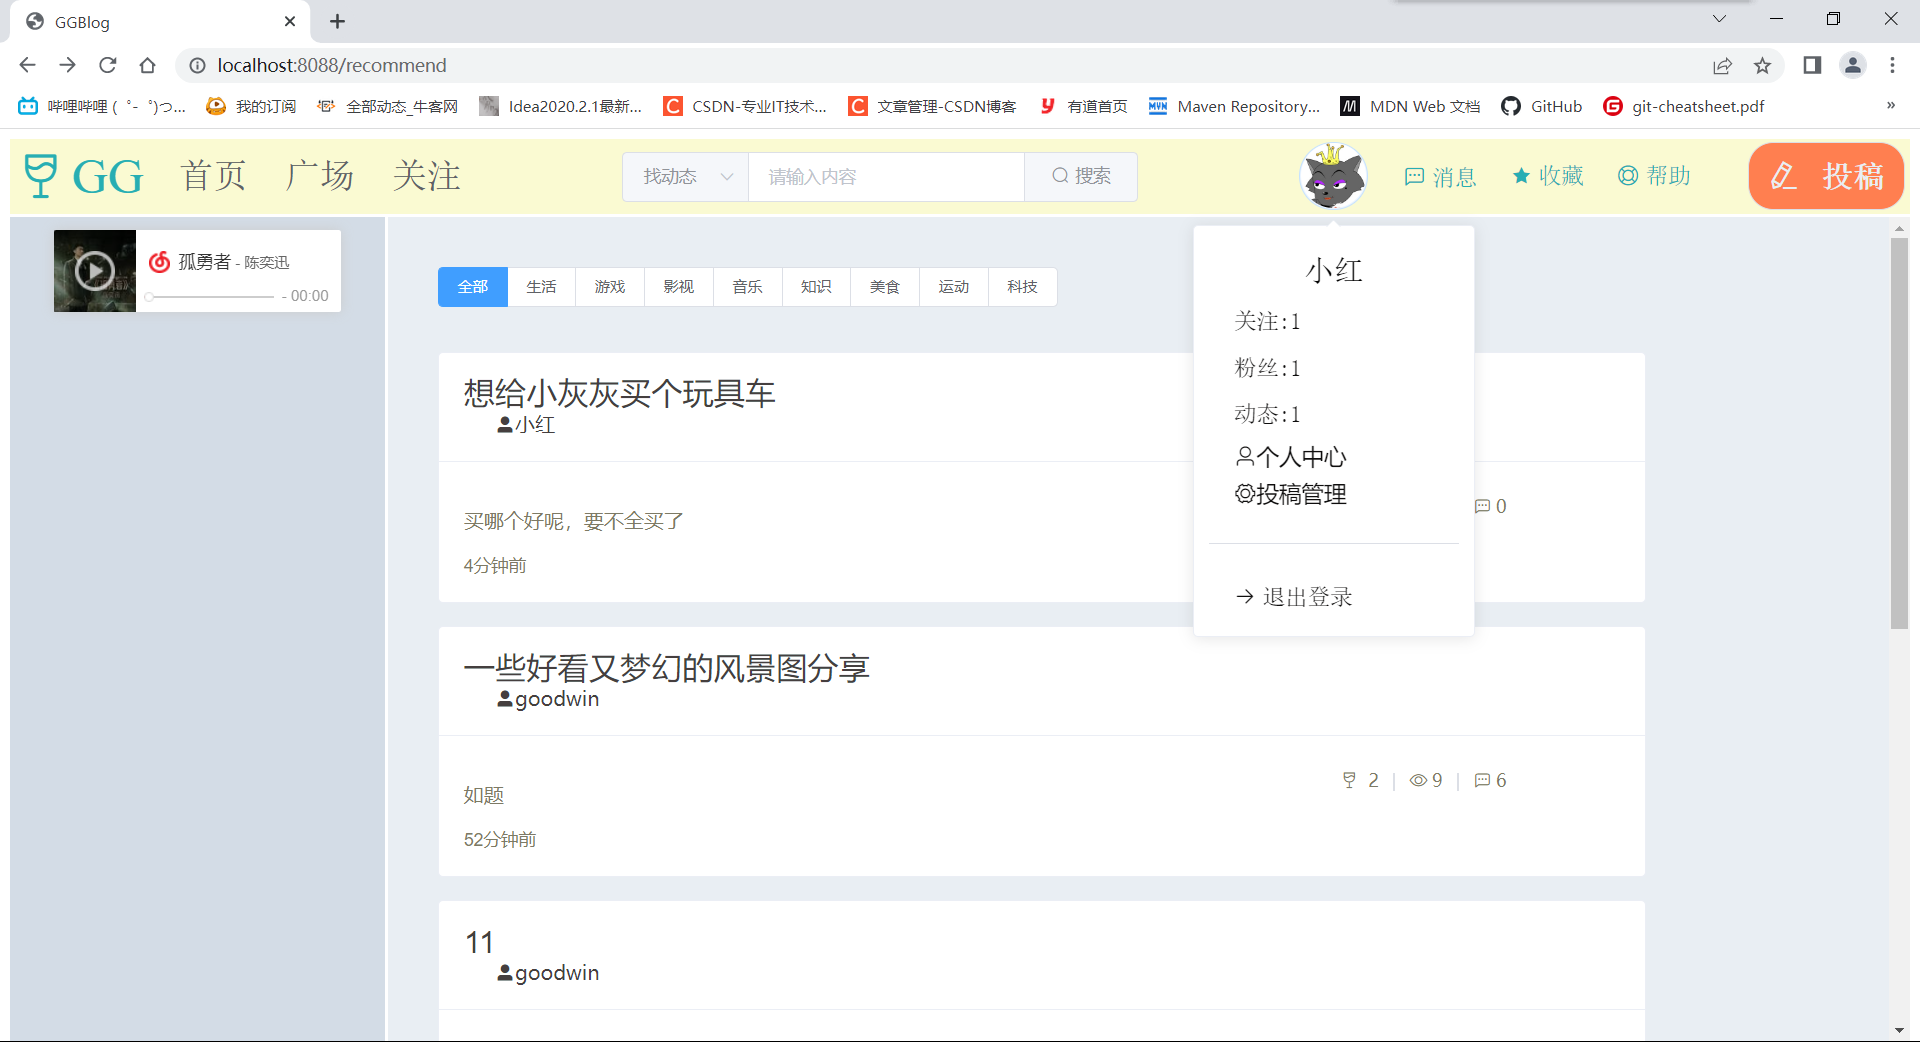 GGBlog
localhost:8088/recommend
哔哩哔哩 ( ゜- ゜)つ...
我的订阅
全部动态_牛客网
Idea2020.2.1最新...
CSDN-专业IT技术...
文章管理-CSDN博客
有道首页
Maven Repository...
MDN Web 文档
GitHub
git-cheatsheet.pdf
»
GG 首页 广场 关注
找动态 请输入内容 搜索
消息 收藏 帮助 投稿
孤勇者 - 陈奕迅
- 00:00
全部 生活 游戏 影视 音乐 知识 美食 运动 科技
小红
关注:1
粉丝:1
动态:1
个人中心
投稿管理
退出登录
想给小灰灰买个玩具车
小红
买哪个好呢，要不全买了
0
4分钟前
一些好看又梦幻的风景图分享
goodwin
2 | 9 | 6
如题
52分钟前
11
goodwin